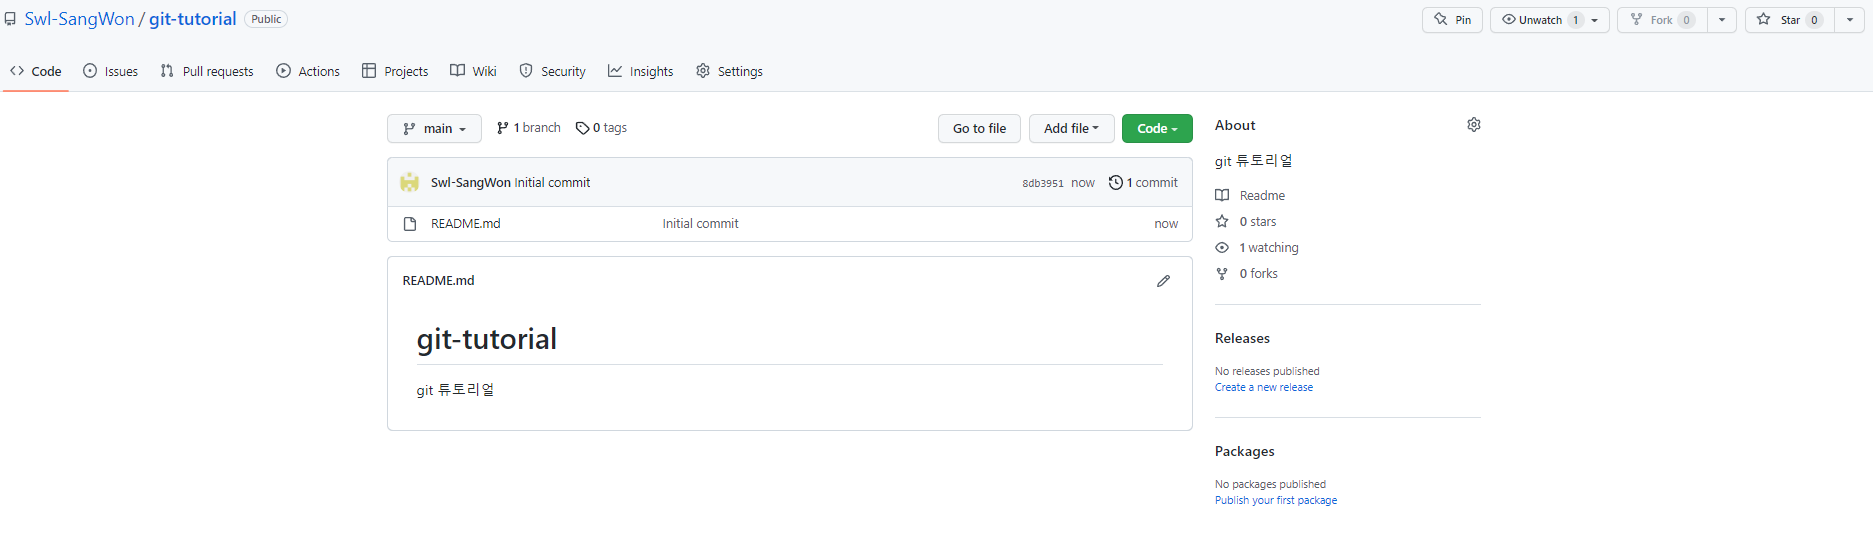 Swl-SangWon / git-tutorial Public
Pin Unwatch 1 Fork 0 Star 0
Code Issues Pull requests Actions Projects Wiki Security Insights Settings
main 1 branch 0 tags Go to file Add file Code
Swl-SangWon Initial commit 8db3951 now 1 commit
README.md Initial commit now
README.md
git-tutorial
git 튜토리얼
About
git 튜토리얼
Readme
0 stars
1 watching
0 forks
Releases
No releases published
Create a new release
Packages
No packages published
Publish your first package